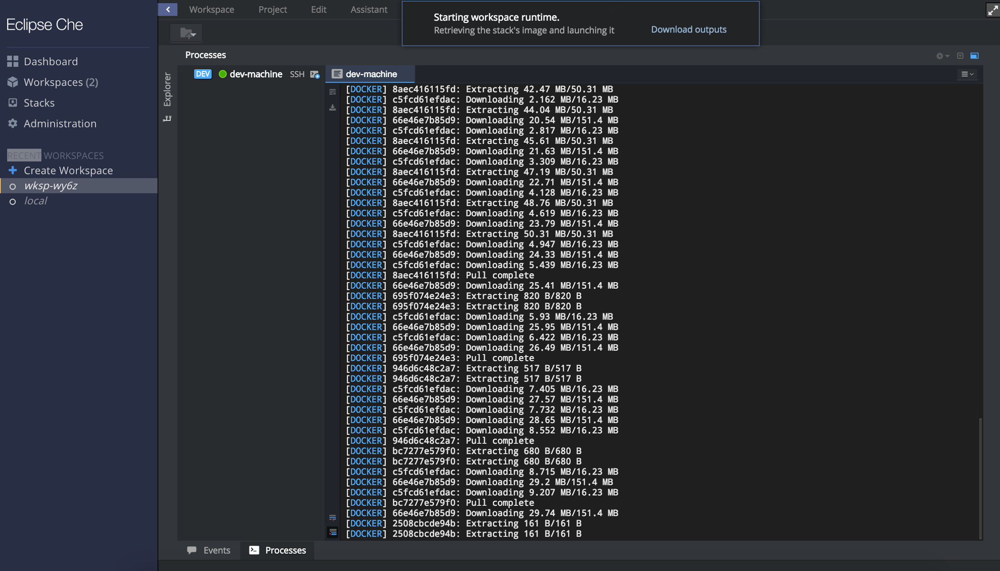 Eclipse Che
Dashboard
Workspaces (2)
Stacks
Administration
RECENT WORKSPACES
Create Workspace
wksp-wy6z
local
Workspace Project Edit Assistant
Starting workspace runtime.
Retrieving the stack's image and launching it
Download outputs
Processes
Explorer
DEV dev-machine SSH
dev-machine
[DOCKER] 8aec416115fd: Extracting 42.47 MB/50.31 MB
[DOCKER] c5fcd61efdac: Downloading 2.162 MB/16.23 MB
[DOCKER] 8aec416115fd: Extracting 44.04 MB/50.31 MB
[DOCKER] 66e46e7b85d9: Downloading 20.54 MB/151.4 MB
[DOCKER] c5fcd61efdac: Downloading 2.817 MB/16.23 MB
[DOCKER] 8aec416115fd: Extracting 45.61 MB/50.31 MB
[DOCKER] 66e46e7b85d9: Downloading 21.63 MB/151.4 MB
[DOCKER] c5fcd61efdac: Downloading 3.309 MB/16.23 MB
[DOCKER] 8aec416115fd: Extracting 47.19 MB/50.31 MB
[DOCKER] 66e46e7b85d9: Downloading 22.71 MB/151.4 MB
[DOCKER] c5fcd61efdac: Downloading 4.128 MB/16.23 MB
[DOCKER] 8aec416115fd: Extracting 48.76 MB/50.31 MB
[DOCKER] c5fcd61efdac: Downloading 4.619 MB/16.23 MB
[DOCKER] 66e46e7b85d9: Downloading 23.79 MB/151.4 MB
[DOCKER] 8aec416115fd: Extracting 50.31 MB/50.31 MB
[DOCKER] c5fcd61efdac: Downloading 4.947 MB/16.23 MB
[DOCKER] 66e46e7b85d9: Downloading 24.33 MB/151.4 MB
[DOCKER] c5fcd61efdac: Downloading 5.439 MB/16.23 MB
[DOCKER] 8aec416115fd: Pull complete
[DOCKER] 66e46e7b85d9: Downloading 25.41 MB/151.4 MB
[DOCKER] 695f074e24e3: Extracting 820 B/820 B
[DOCKER] 695f074e24e3: Extracting 820 B/820 B
[DOCKER] c5fcd61efdac: Downloading 5.93 MB/16.23 MB
[DOCKER] 66e46e7b85d9: Downloading 25.95 MB/151.4 MB
[DOCKER] c5fcd61efdac: Downloading 6.422 MB/16.23 MB
[DOCKER] 66e46e7b85d9: Downloading 26.49 MB/151.4 MB
[DOCKER] 695f074e24e3: Pull complete
[DOCKER] 946d6c48c2a7: Extracting 517 B/517 B
[DOCKER] 946d6c48c2a7: Extracting 517 B/517 B
[DOCKER] c5fcd61efdac: Downloading 7.405 MB/16.23 MB
[DOCKER] 66e46e7b85d9: Downloading 27.57 MB/151.4 MB
[DOCKER] c5fcd61efdac: Downloading 7.732 MB/16.23 MB
[DOCKER] 66e46e7b85d9: Downloading 28.65 MB/151.4 MB
[DOCKER] c5fcd61efdac: Downloading 8.552 MB/16.23 MB
[DOCKER] 946d6c48c2a7: Pull complete
[DOCKER] bc7277e579f0: Extracting 680 B/680 B
[DOCKER] bc7277e579f0: Extracting 680 B/680 B
[DOCKER] c5fcd61efdac: Downloading 8.715 MB/16.23 MB
[DOCKER] 66e46e7b85d9: Downloading 29.2 MB/151.4 MB
[DOCKER] c5fcd61efdac: Downloading 9.207 MB/16.23 MB
[DOCKER] bc7277e579f0: Pull complete
[DOCKER] 66e46e7b85d9: Downloading 29.74 MB/151.4 MB
[DOCKER] 2508cbcde94b: Extracting 161 B/161 B
[DOCKER] 2508cbcde94b: Extracting 161 B/161 B
Events Processes